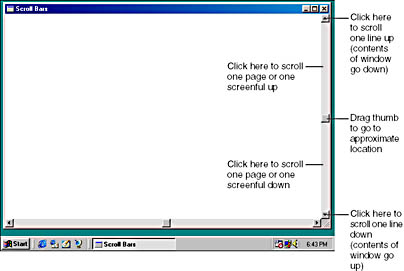 Scroll Bars
Click here
to scroll
one line up
(contents
of window
go down)
Click here to scroll
one page or one
screenful up
Drag thumb
to go to
approximate
location
Click here to scroll
one page or one
screenful down
Click here to
scroll one line
down
(contents of
window go
up)
Start
Scroll Bars
6:43 PM